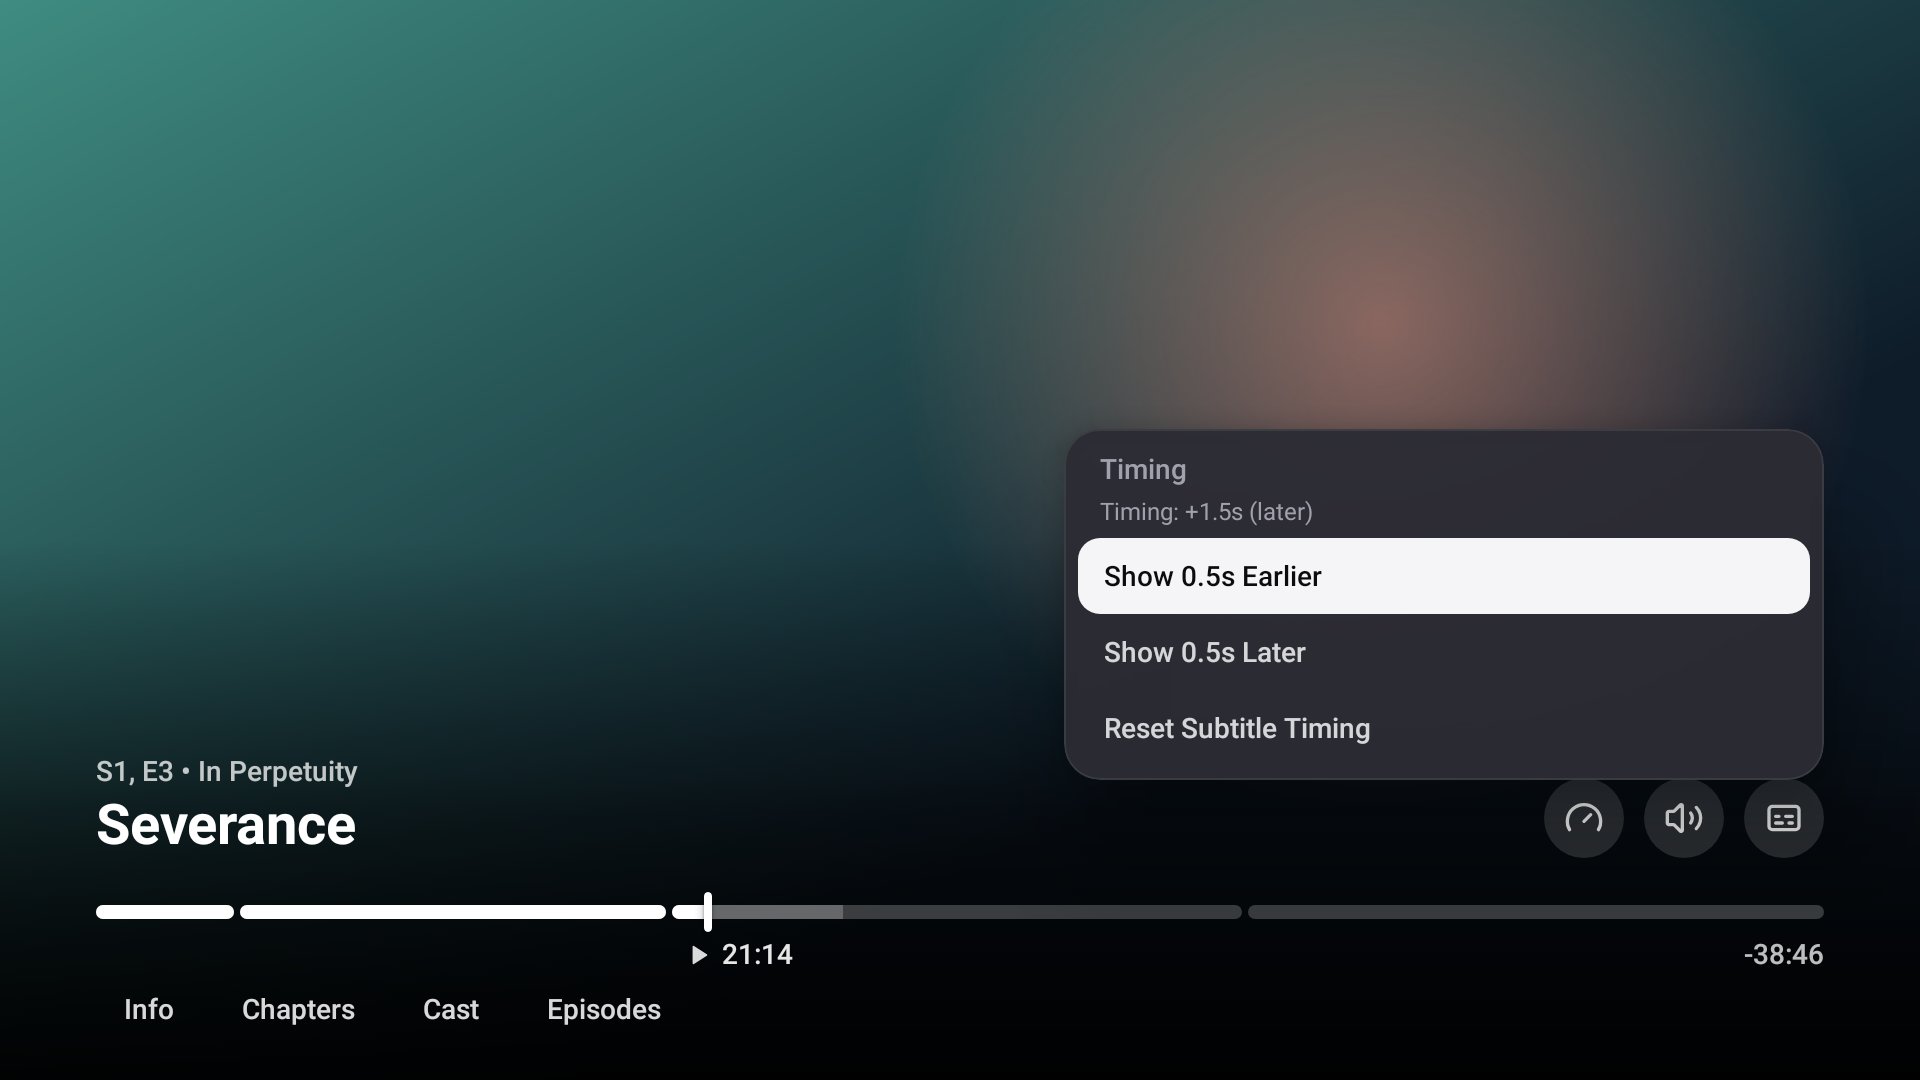 Timing
Timing: +1.5s (later)
Show 0.5s Earlier
Show 0.5s Later
Reset Subtitle Timing
S1, E3 • In Perpetuity
Severance
21:14
-38:46
Info
Chapters
Cast
Episodes